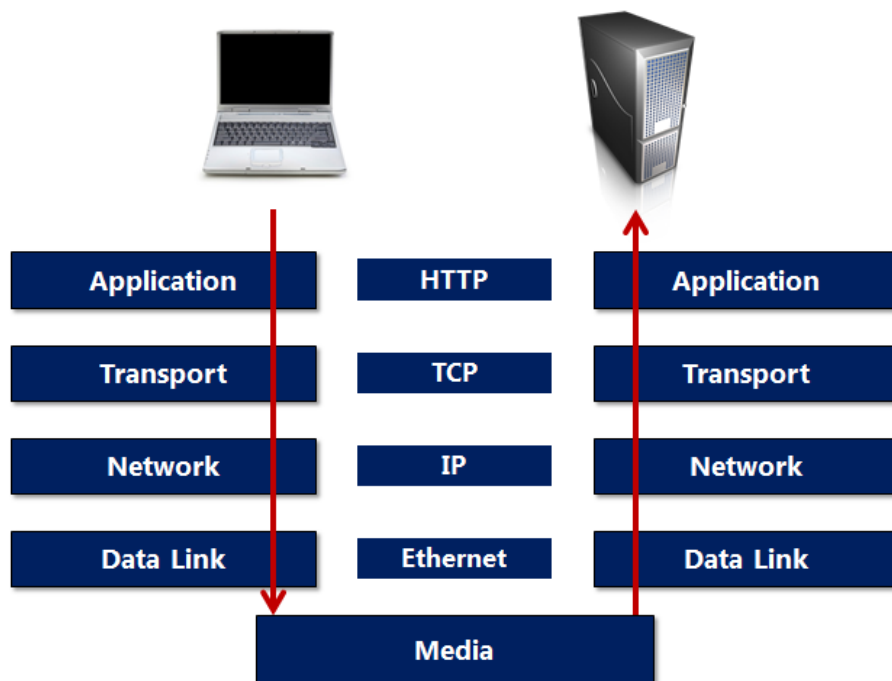 Application HTTP Application
Transport TCP Transport
Network IP Network
Data Link Ethernet Data Link
Media